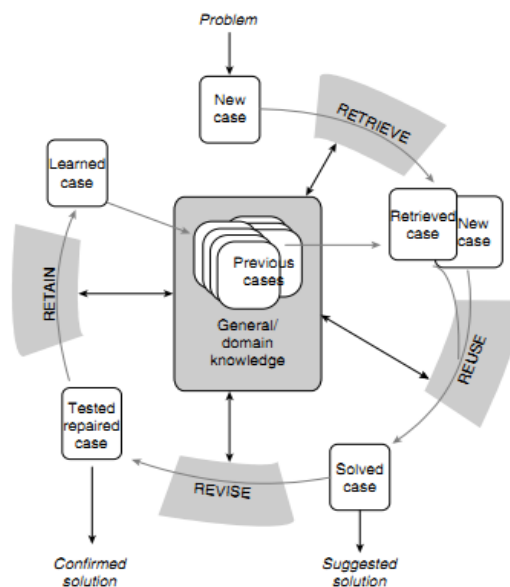 Problem
New
case
RETRIEVE
Learned
case
Retrieved
case
New
case
Previous
cases
General/
domain
knowledge
RETAIN
REUSE
Tested
repaired
case
REVISE
Solved
case
Confirmed
solution
Suggested
solution